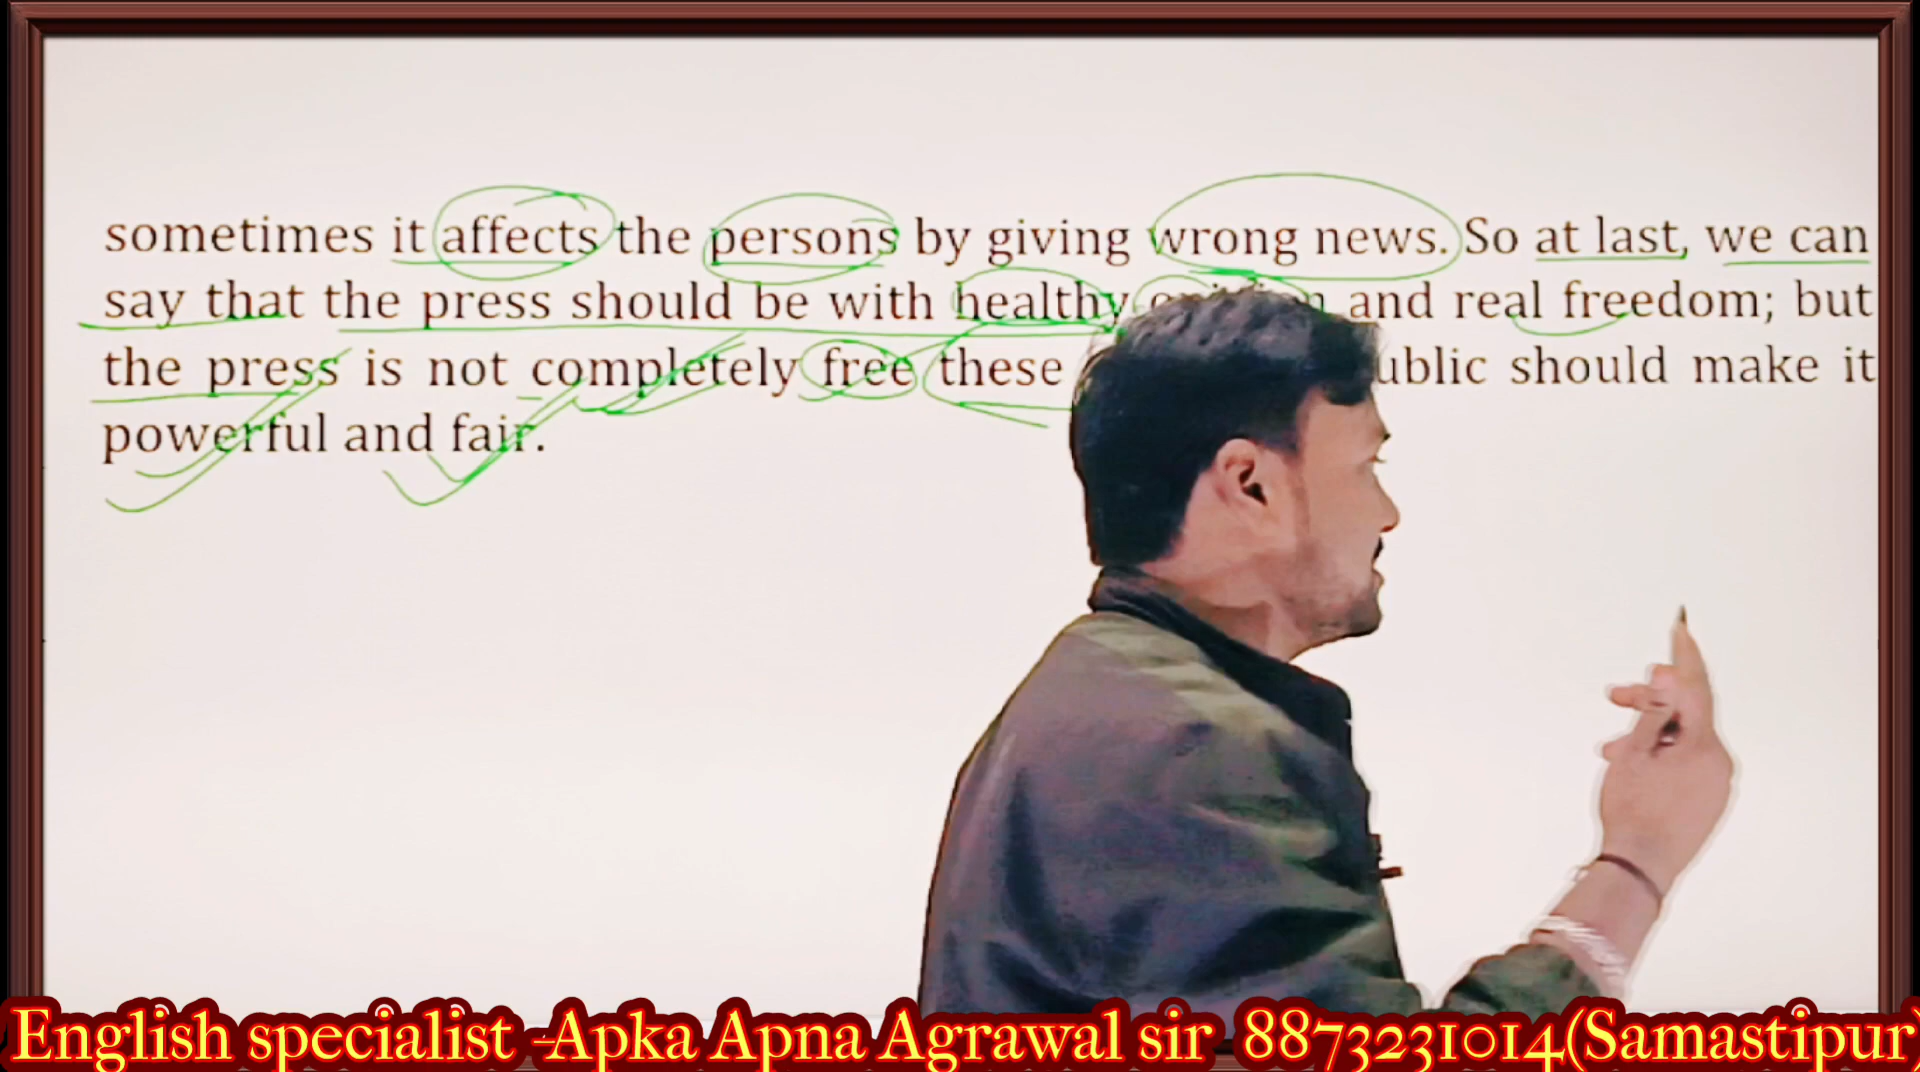 sometimes it affects the persons by giving wrong news. So at last, we can
say that the press should be with healthy and real freedom; but
the press is not completely free these ublic should make it
powerful and fair.
English specialist -Apka Apna Agrawal sir 8873231014(Samastipur)